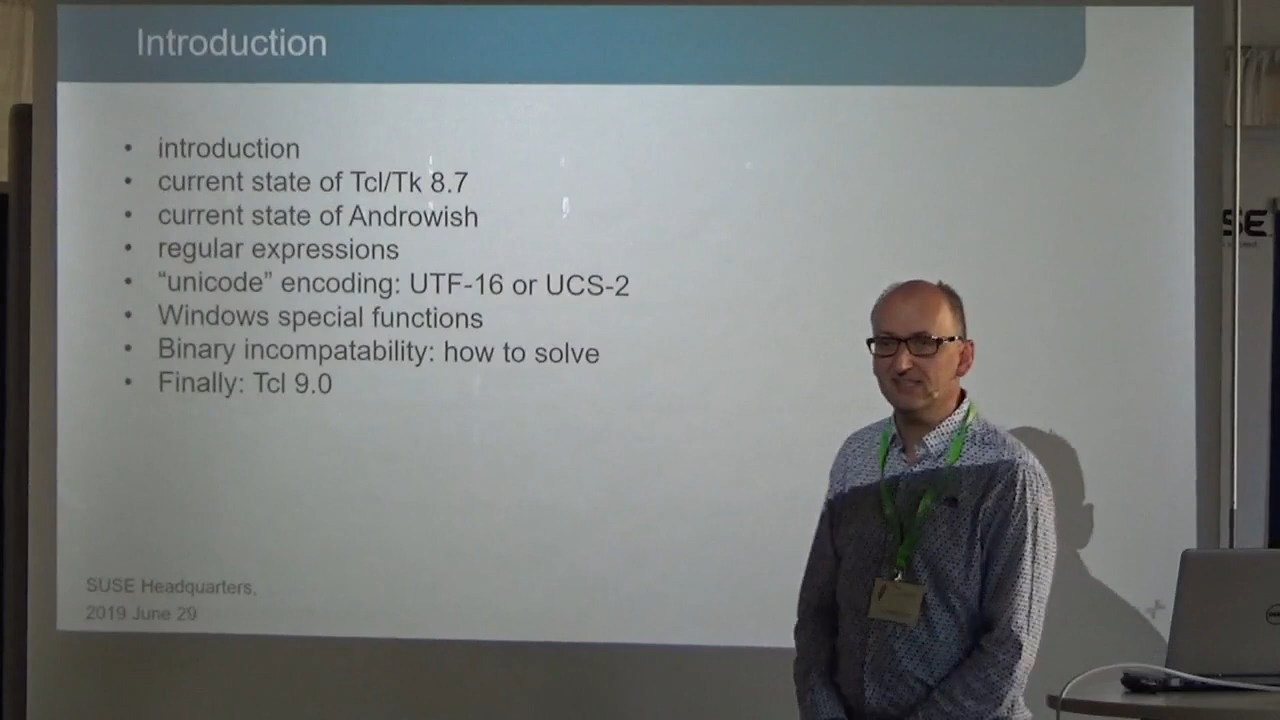 Introduction
• introduction
• current state of Tcl/Tk 8.7
• current state of Androwish
• regular expressions
• “unicode” encoding: UTF-16 or UCS-2
• Windows special functions
• Binary incompatability: how to solve
• Finally: Tcl 9.0
SUSE Headquarters,
2019 June 29
SE